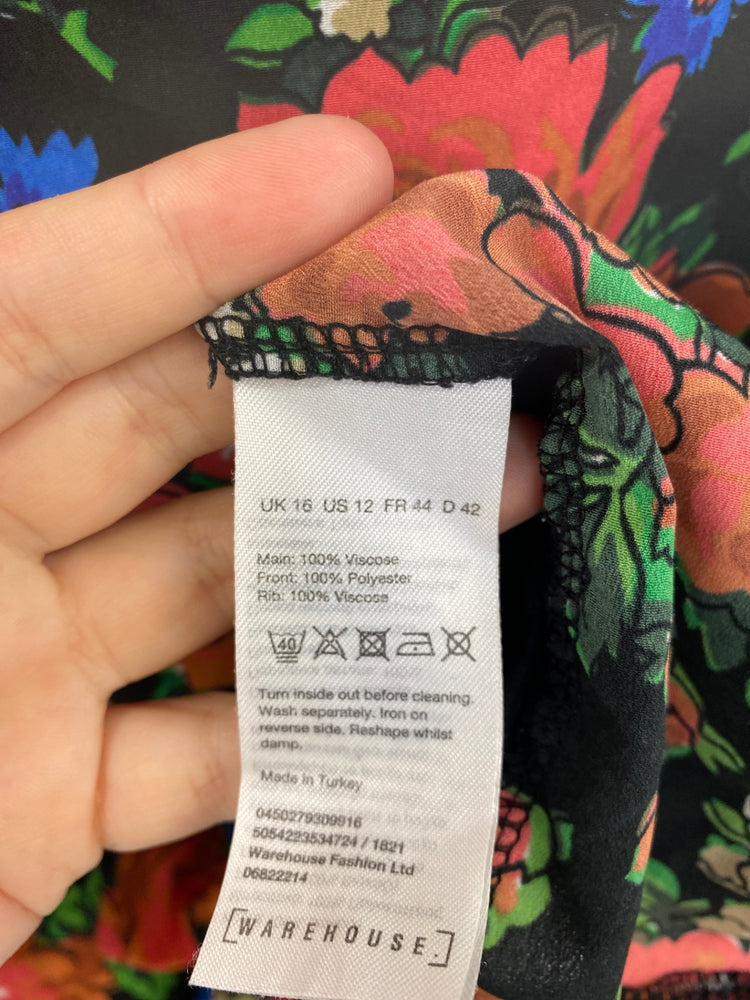 UK 16 US 12 FR 44 D 42
Main: 100% Viscose
Front: 100% Polyester
Rib: 100% Viscose
40
Turn inside out before cleaning.
Wash separately. Iron on
reverse side. Reshape whilst
damp.
Made in Turkey
0450279309916
5054223534724 / 1821
Warehouse Fashion Ltd
06822214
[WAREHOUSE.]